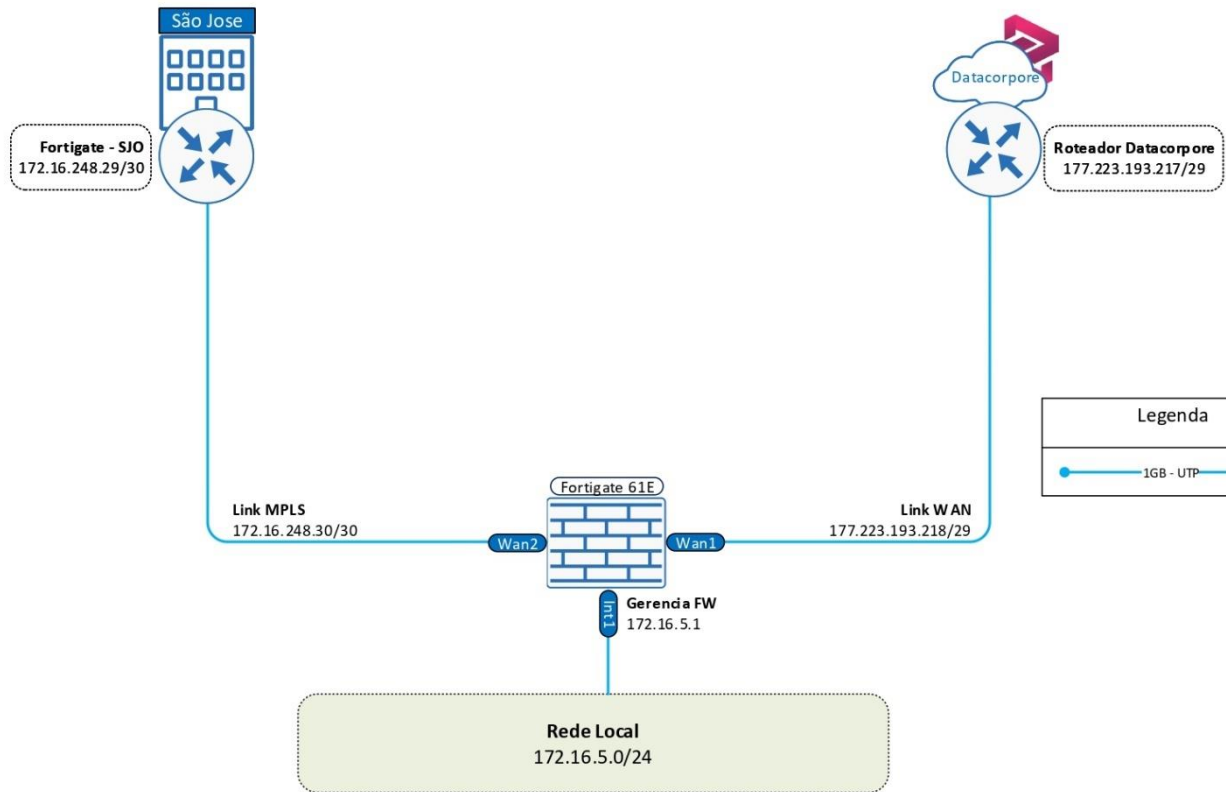 São Jose
Datacorpore
Fortigate - SJO
172.16.248.29/30
Roteador Datacorpore
177.223.193.217/29
Legenda
1GB - UTP
Fortigate 61E
Link MPLS
172.16.248.30/30
Link WAN
177.223.193.218/29
Wan2
Wan1
Int1
Gerencia FW
172.16.5.1
Rede Local
172.16.5.0/24